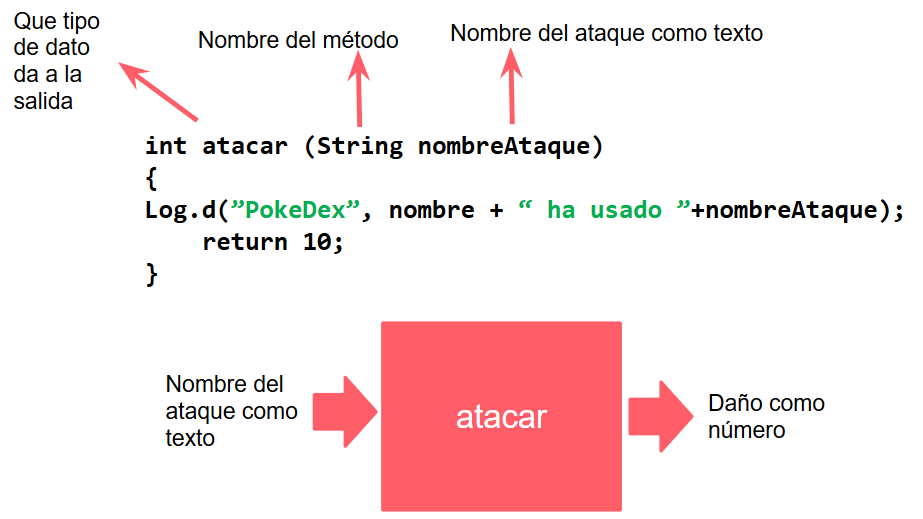 Que tipo
de dato
da a la
salida
Nombre del método
Nombre del ataque como texto
int atacar (String nombreAtaque)
{
Log.d(”PokeDex”, nombre + “ ha usado ”+nombreAtaque);
return 10;
}
Nombre del
ataque como
texto
atacar
Daño como
número